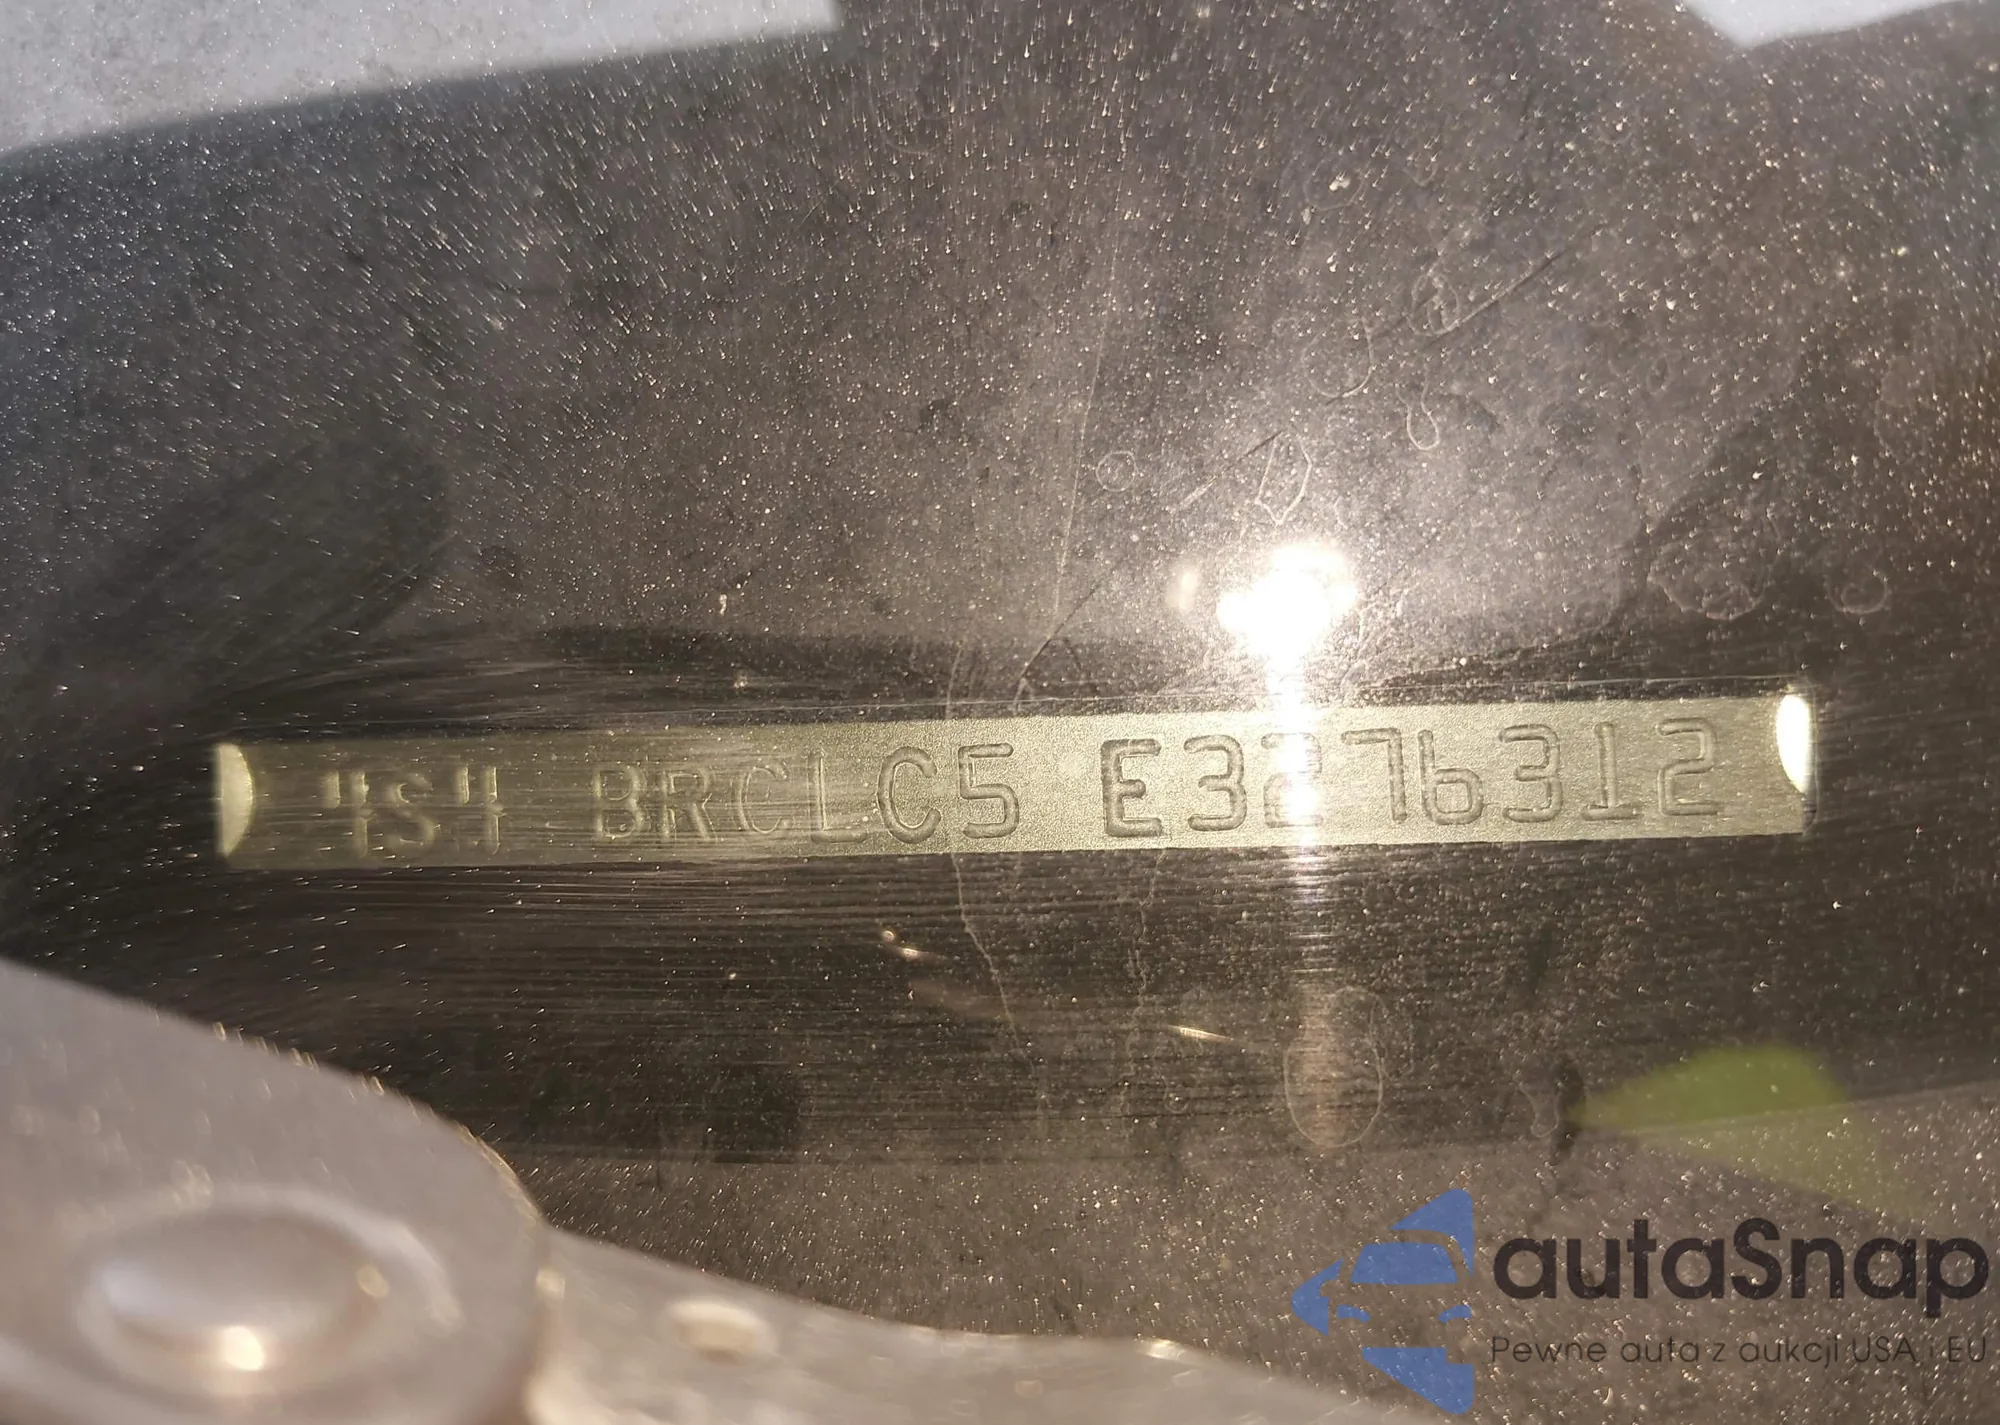 4S4 BRCLC5 E3276312
autaSnap
Pewne auta z aukcji USA i EU